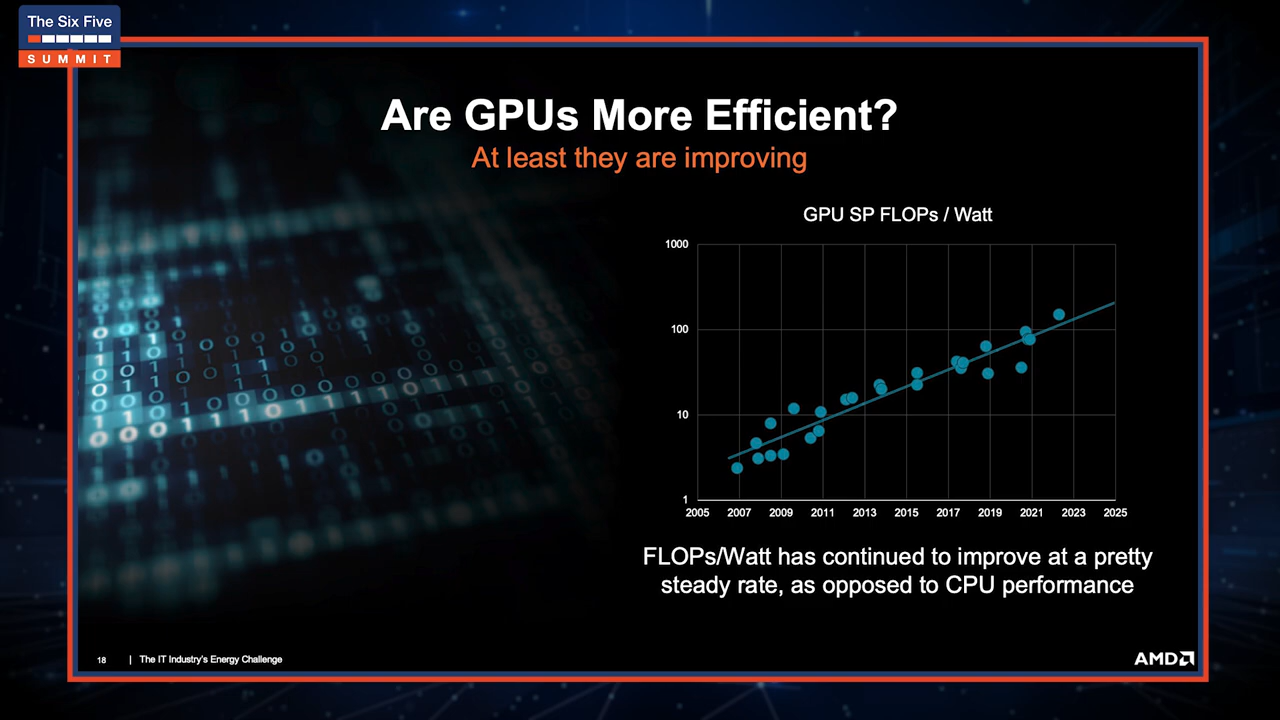 The Six Five
SUMMIT
Are GPUs More Efficient?
At least they are improving
GPU SP FLOPs / Watt
1000
100
10
1
2005 2007 2009 2011 2013 2015 2017 2019 2021 2023 2025
FLOPs/Watt has continued to improve at a pretty
steady rate, as opposed to CPU performance
18 | The IT Industry's Energy Challenge
AMD